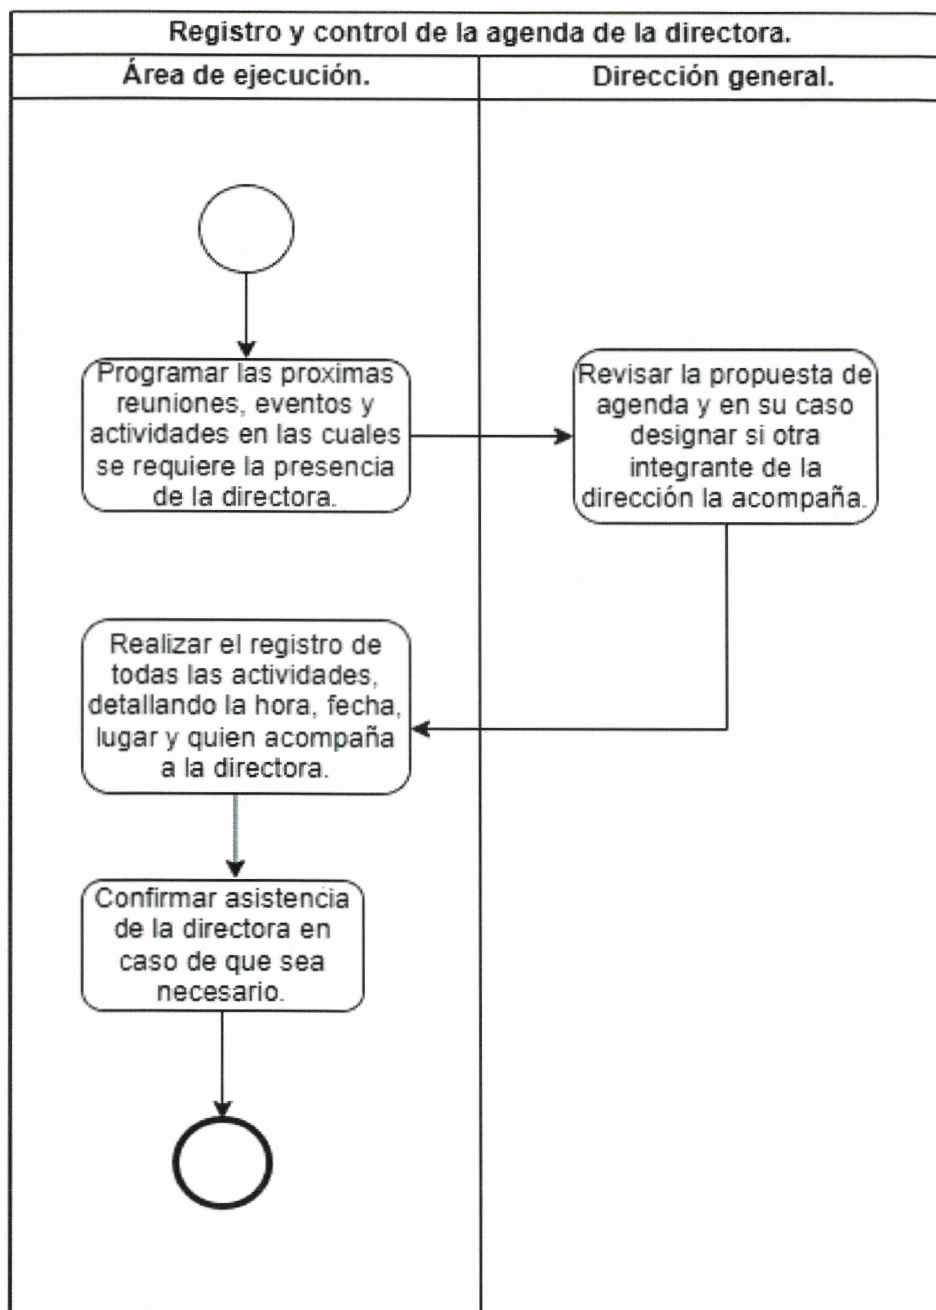 Registro y control de la agenda de la directora.
Área de ejecución.
Dirección general.
Programar las proximas
reuniones, eventos y
actividades en las cuales
se requiere la presencia
de la directora.
Revisar la propuesta de
agenda y en su caso
designar si otra
integrante de la
dirección la acompaña.
Realizar el registro de
todas las actividades,
detallando la hora, fecha,
lugar y quien acompaña
a la directora.
Confirmar asistencia
de la directora en
caso de que sea
necesario.